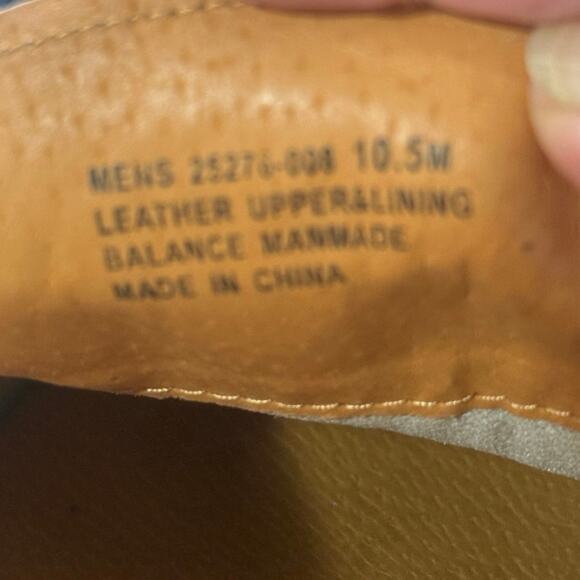 MENS 25276-008 10.5M
LEATHER UPPER&LINING
BALANCE MANMADE
MADE IN CHINA